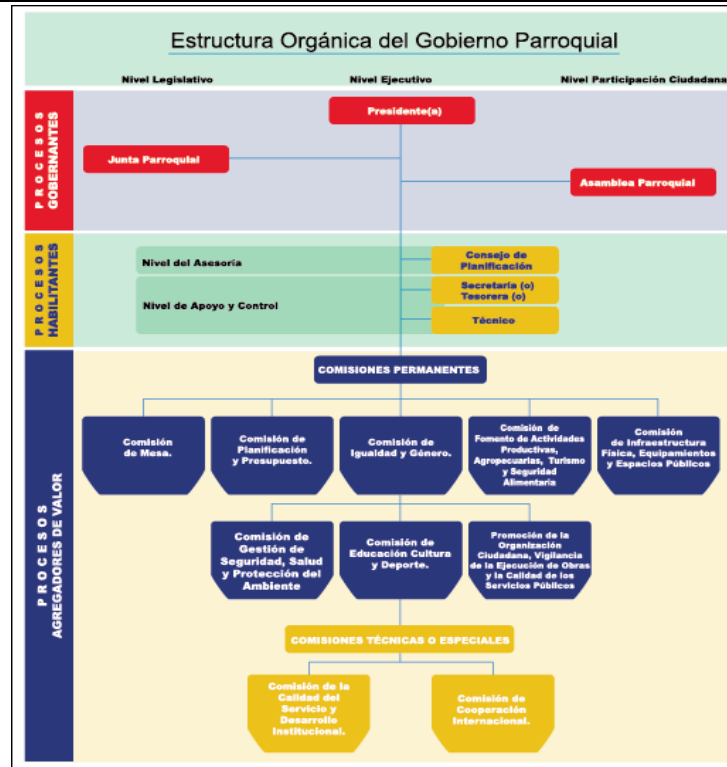 Estructura Orgánica del Gobierno Parroquial
Nivel Legislativo
Nivel Ejecutivo
Nivel Participación Ciudadana
PROCESOS
GOBERNANTES
Presidente(a)
Junta Parroquial
Asamblea Parroquial
PROCESOS
HABILITANTES
Nivel del Asesoría
Consejo de
Planificación
Nivel de Apoyo y Control
Secretaría (o)
Tesorera (o)
Técnico
PROCESOS
AGREGADORES DE VALOR
COMISIONES PERMANENTES
Comisión
de Mesa.
Comisión de
Planificación
y Presupuesto.
Comisión de
Igualdad y Género.
Comisión de
Fomento de Actividades
Productivas,
Agropecuarias, Turismo
y Seguridad
Alimentaria
Comisión
de Infraestructura
Física, Equipamientos
y Espacios Públicos
Comisión de
Gestión de
Seguridad, Salud
y Protección del
Ambiente
Comisión de
Educación Cultura
y Deporte.
Promoción de la
Organización
Ciudadana, Vigilancia
de la Ejecución de Obras
y la Calidad de los
Servicios Públicos
COMISIONES TÉCNICAS O ESPECIALES
Comisión de la
Calidad del
Servicio y
Desarrollo
Institucional.
Comisión de
Cooperación
Internacional.